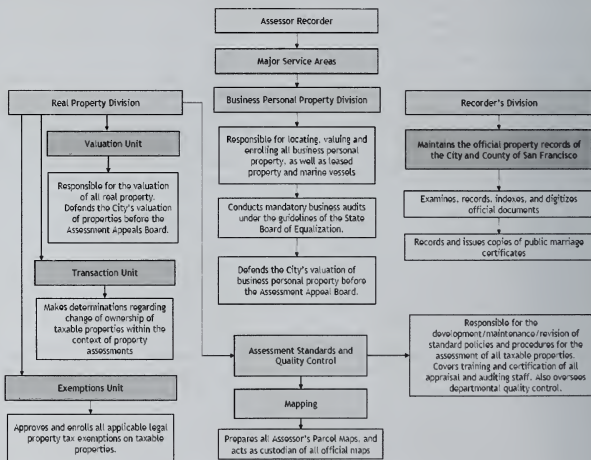 Assessor Recorder
Major Service Areas
Real Property Division
Business Personal Property Division
Recorder's Division
Valuation Unit
Responsible for the valuation
of all real property.
Defends the City's valuation
of properties before the
Assessment Appeals Board.
Transaction Unit
Makes determinations regarding
change of ownership of
taxable properties within the
context of property
assessments
Exemptions Unit
Approves and enrolls all applicable legal
property tax exemptions on taxable
properties.
Responsible for locating, valuing and
enrolling all business personal
property, as well as leased
property and marine vessels
Conducts mandatory business audits
under the guidelines of the State
Board of Equalization.
Defends the City's valuation of
business personal property before
the Assessment Appeal Board.
Assessment Standards and
Quality Control
Mapping
Prepares all Assessor's Parcel Maps, and
acts as custodian of all official maps
Maintains the official property records of
the City and County of San Francisco
Examines, records, indexes, and digitizes
official documents
Records and issues copies of public marriage
certificates
Responsible for the
development/maintenance/revision of
standard policies and procedures for the
assessment of all taxable properties.
Covers training and certification of all
appraisal and auditing staff. Also oversees
departmental quality control.